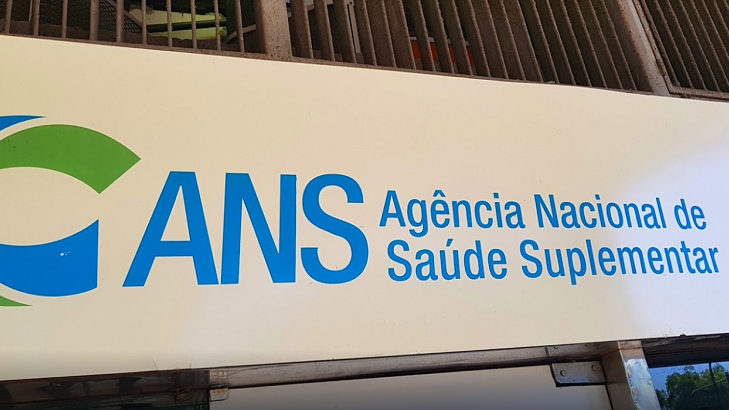 ANS
Agência Nacional de
Saúde Suplementar